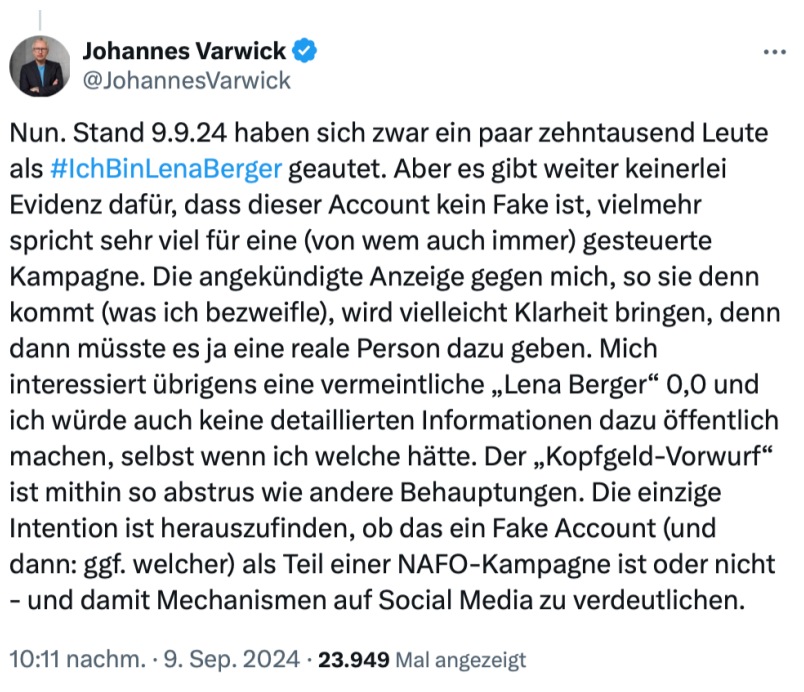 Johannes Varwick
@JohannesVarwick
Nun. Stand 9.9.24 haben sich zwar ein paar zehntausend Leute
als #IchBinLenaBerger geautet. Aber es gibt weiter keinerlei
Evidenz dafür, dass dieser Account kein Fake ist, vielmehr
spricht sehr viel für eine (von wem auch immer) gesteuerte
Kampagne. Die angekündigte Anzeige gegen mich, so sie denn
kommt (was ich bezweifle), wird vielleicht Klarheit bringen, denn
dann müsste es ja eine reale Person dazu geben. Mich
interessiert übrigens eine vermeintliche „Lena Berger“ 0,0 und
ich würde auch keine detaillierten Informationen dazu öffentlich
machen, selbst wenn ich welche hätte. Der „Kopfgeld-Vorwurf“
ist mithin so abstrus wie andere Behauptungen. Die einzige
Intention ist herauszufinden, ob das ein Fake Account (und
dann: ggf. welcher) als Teil einer NAFO-Kampagne ist oder nicht
- und damit Mechanismen auf Social Media zu verdeutlichen.
10:11 nachm. · 9. Sep. 2024 · 23.949 Mal angezeigt